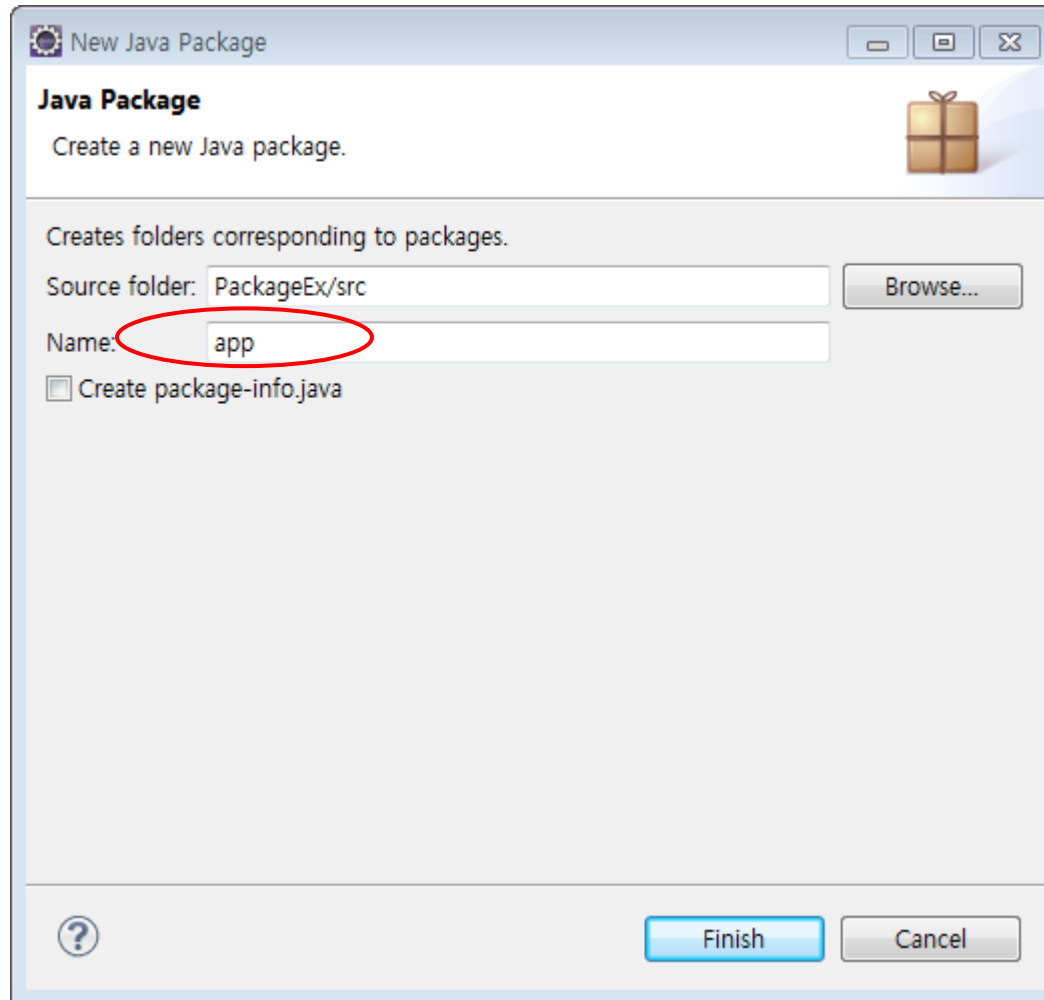 New Java Package
Java Package
Create a new Java package.
Creates folders corresponding to packages.
Source folder: PackageEx/src Browse...
Name: app
Create package-info.java
? Finish Cancel